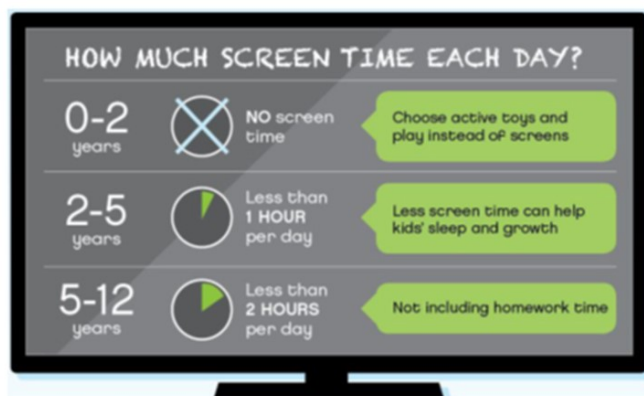 HOW MUCH SCREEN TIME EACH DAY?
0-2
years
NO screen
time
Choose active toys and
play instead of screens
2-5
years
Less than
1 HOUR
per day
Less screen time can help
kids' sleep and growth
5-12
years
Less than
2 HOURS
per day
Not including homework time